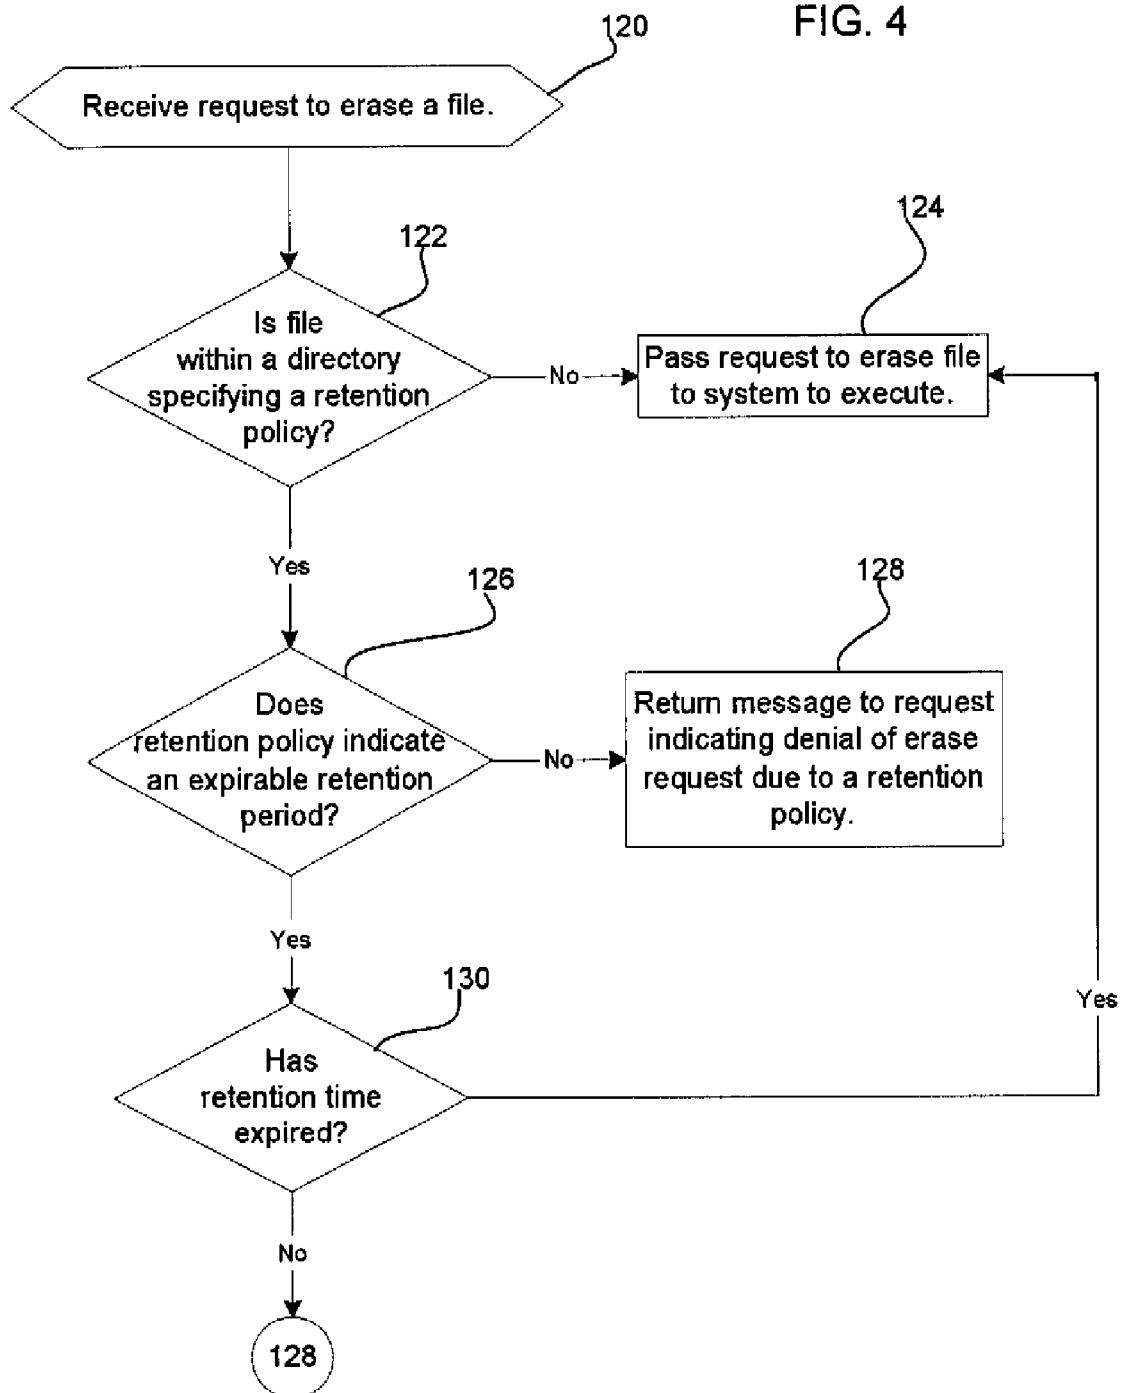 FIG. 4
120
Receive request to erase a file.
122
Is file
within a directory
specifying a retention
policy?
No
124
Pass request to erase file
to system to execute.
Yes
126
Does
retention policy indicate
an expirable retention
period?
No
128
Return message to request
indicating denial of erase
request due to a retention
policy.
Yes
130
Has
retention time
expired?
Yes
No
128